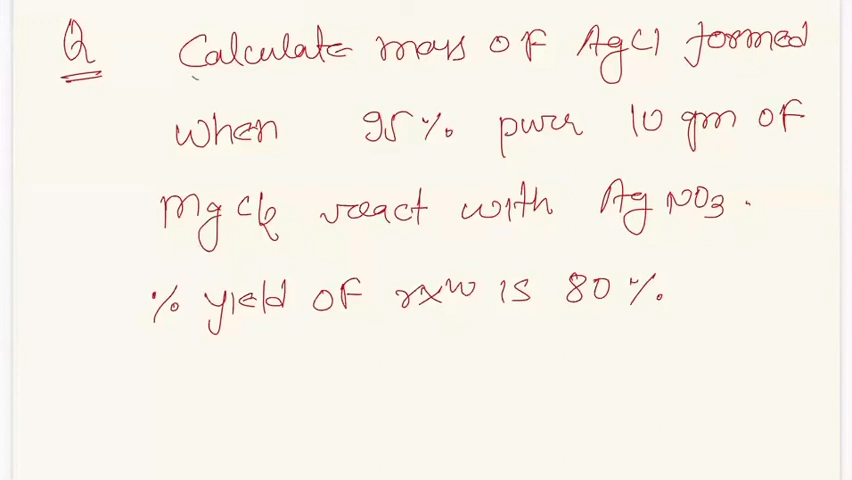 Q Calculate mass of AgCl formed
when 95% pure 10 gm of
MgCl2 react with AgNO3.
% yield of rxn is 80%.